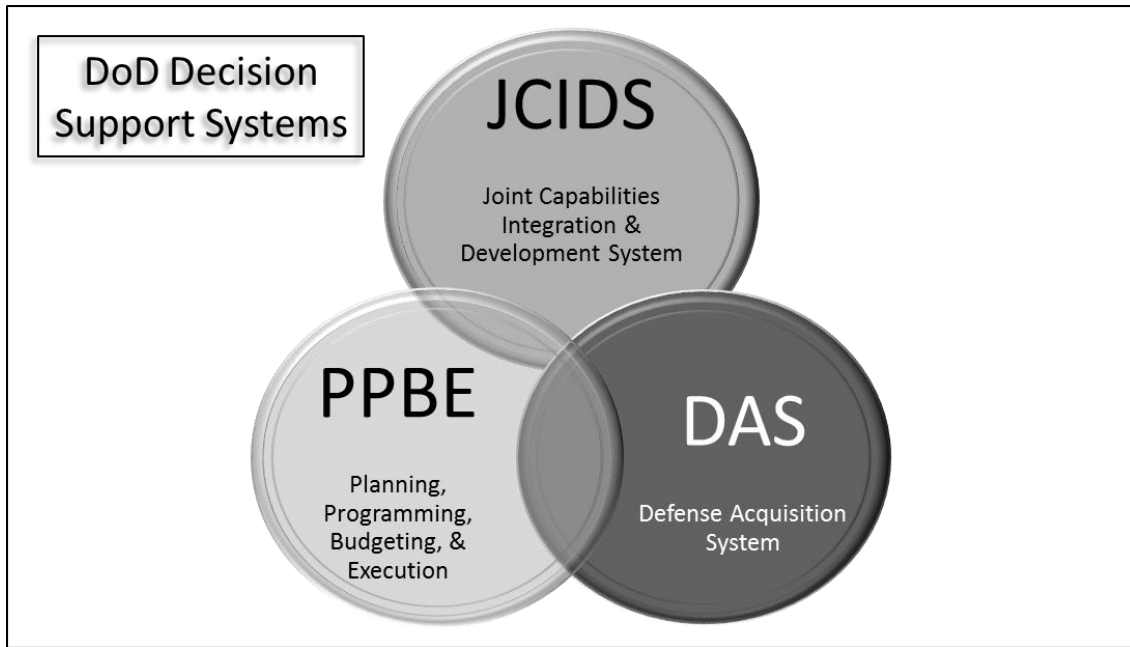 DoD Decision
Support Systems
JCIDS
Joint Capabilities
Integration &
Development System
PPBE
Planning,
Programming,
Budgeting, &
Execution
DAS
Defense Acquisition
System